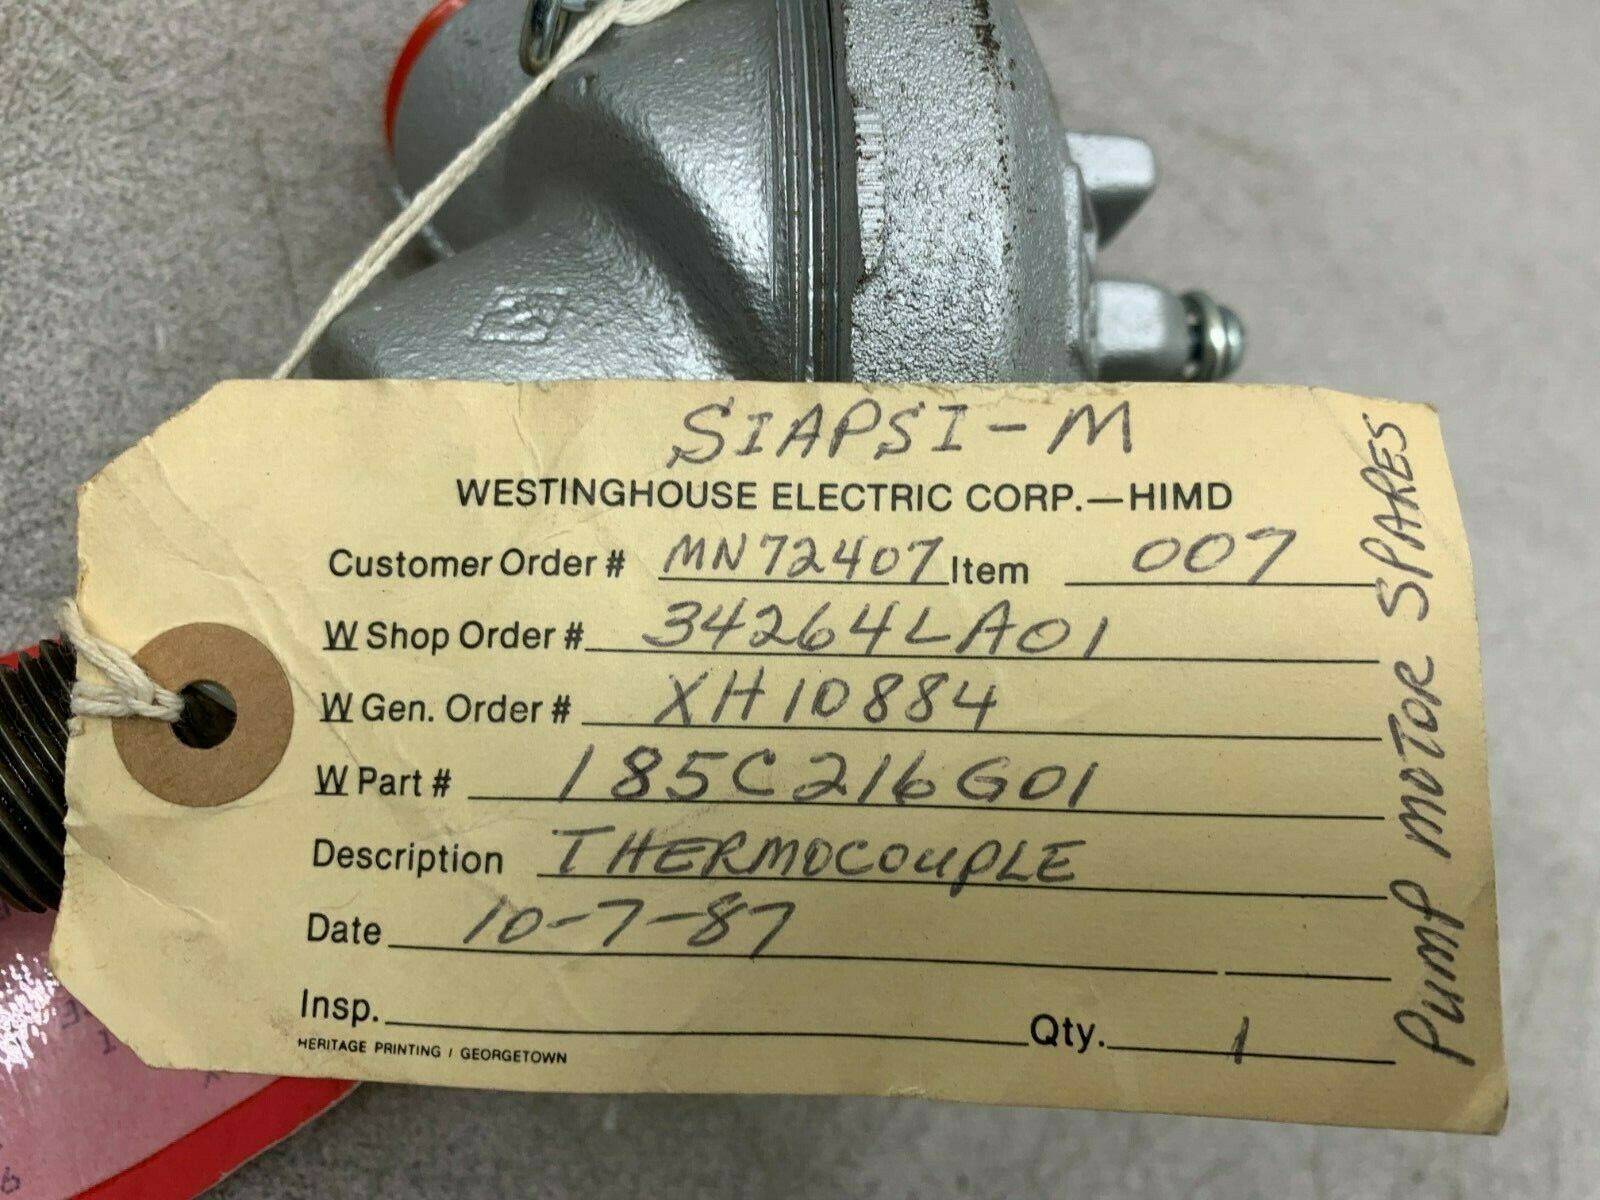 SIAPSI-M
WESTINGHOUSE ELECTRIC CORP.—HIMD
Customer Order # MN72407 Item 007
W Shop Order # 34264LA01
W Gen. Order # XH10884
W Part # 185C216G01
Description THERMOCOUPLE
Date 10-7-87
Insp. Qty. 1
HERITAGE PRINTING / GEORGETOWN
PUMP MOTOR SPARES